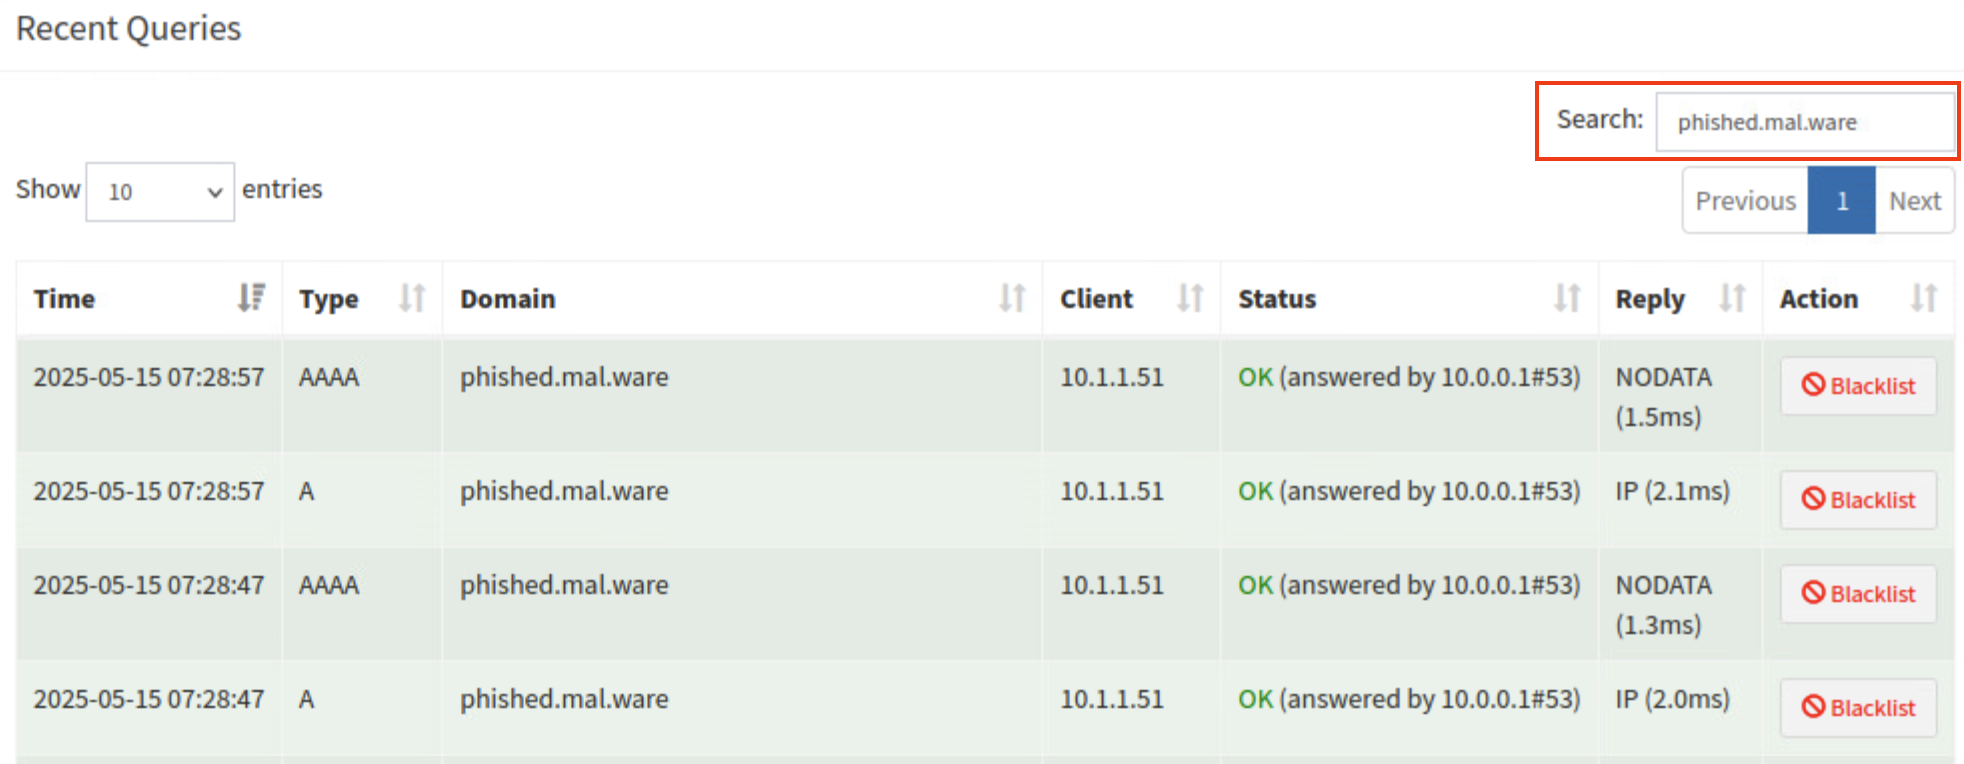 Recent Queries
Search: phished.mal.ware
Show 10 entries
Previous 1 Next
Time Type Domain Client Status Reply Action
2025-05-15 07:28:57 AAAA phished.mal.ware 10.1.1.51 OK (answered by 10.0.0.1#53) NODATA Blacklist
(1.5ms)
2025-05-15 07:28:57 A phished.mal.ware 10.1.1.51 OK (answered by 10.0.0.1#53) IP (2.1ms) Blacklist
2025-05-15 07:28:47 AAAA phished.mal.ware 10.1.1.51 OK (answered by 10.0.0.1#53) NODATA Blacklist
(1.3ms)
2025-05-15 07:28:47 A phished.mal.ware 10.1.1.51 OK (answered by 10.0.0.1#53) IP (2.0ms) Blacklist